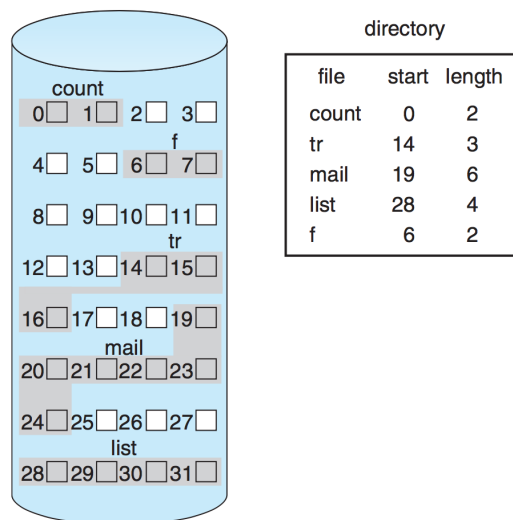 count
0 1 2 3
f
4 5 6 7
8 9 10 11
tr
12 13 14 15
16 17 18 19
mail
20 21 22 23
24 25 26 27
list
28 29 30 31
directory
file start length
count 0 2
tr 14 3
mail 19 6
list 28 4
f 6 2